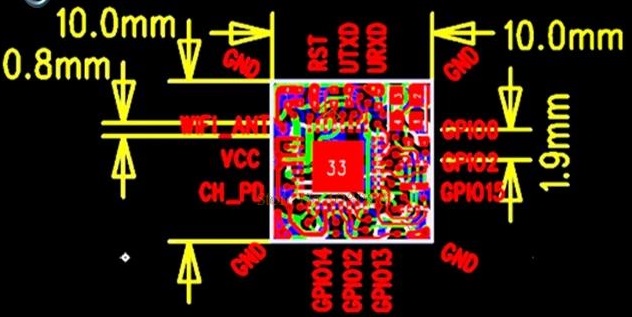 10.0mm
10.0mm
RST
UTXD
URXD
GND
GND
0.8mm
WIFI_ANT
GPIO0
VCC
33
GPIO2
1.9mm
CH_PD
GPIO15
GND
GPIO14
GPIO12
GPIO13
GND